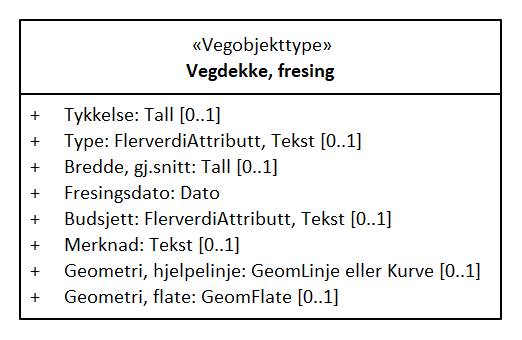 «Vegobjekttype»
Vegdekke, fresing
+ Tykkelse: Tall [0..1]
+ Type: FlerverdiAttributt, Tekst [0..1]
+ Bredde, gj.snitt: Tall [0..1]
+ Fresingsdato: Dato
+ Budsjett: FlerverdiAttributt, Tekst [0..1]
+ Merknad: Tekst [0..1]
+ Geometri, hjelpelinje: GeomLinje eller Kurve [0..1]
+ Geometri, flate: GeomFlate [0..1]